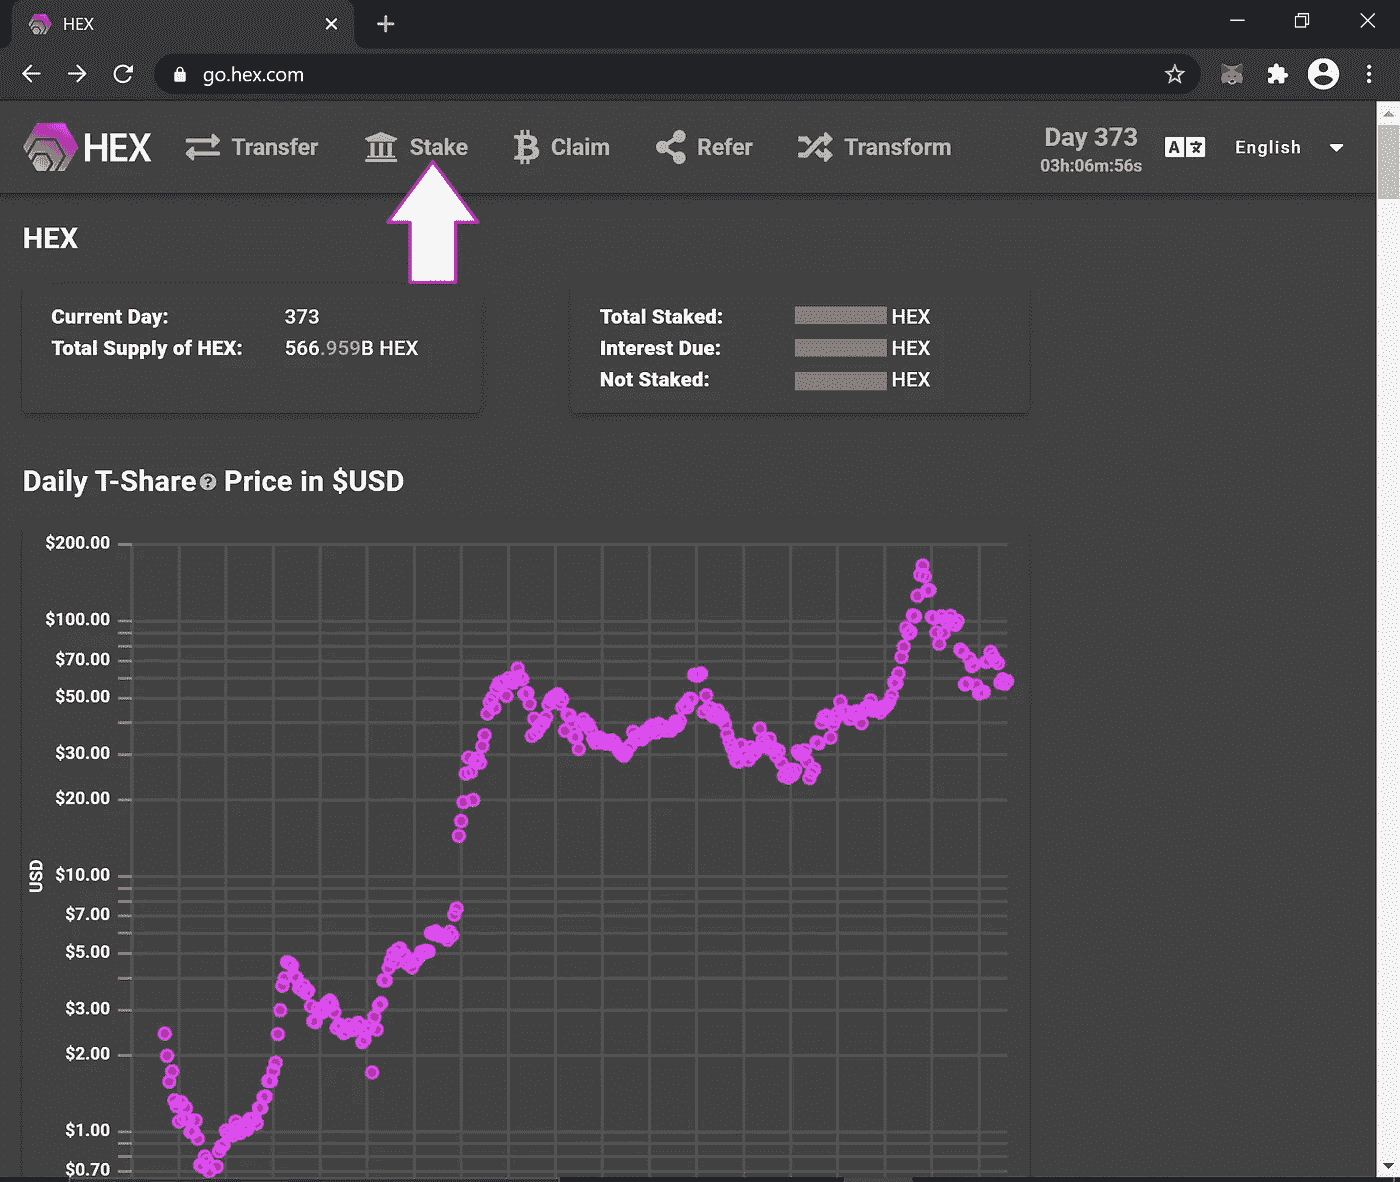 HEX
go.hex.com
HEX Transfer Stake Claim Refer Transform Day 373 English
03h:06m:56s
HEX
Current Day: 373
Total Supply of HEX: 566.959B HEX
Total Staked: HEX
Interest Due: HEX
Not Staked: HEX
Daily T-Share? Price in $USD
$200.00
$100.00
$70.00
$50.00
$30.00
$20.00
USD
$10.00
$7.00
$5.00
$3.00
$2.00
$1.00
$0.70